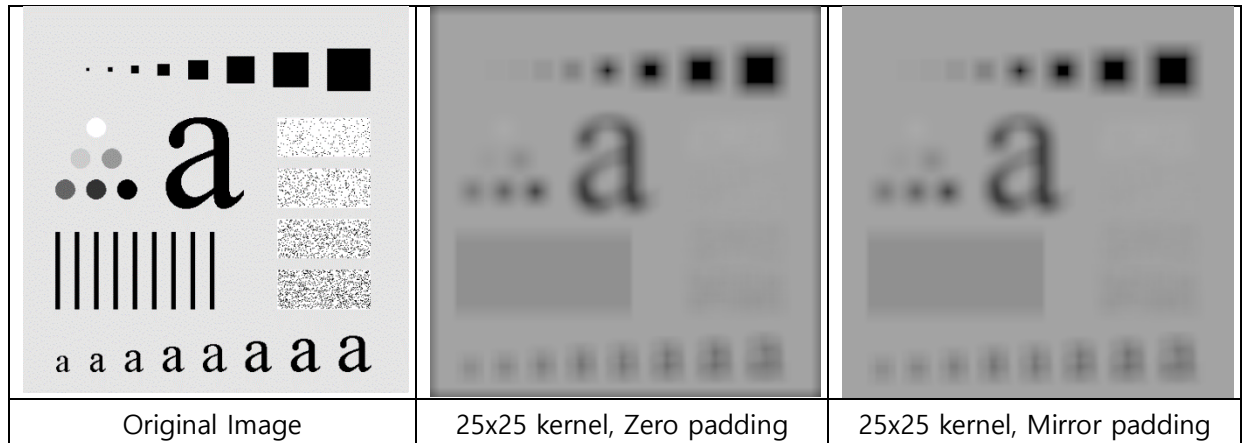 a
a a a a a a a a
Original Image
25x25 kernel, Zero padding
25x25 kernel, Mirror padding